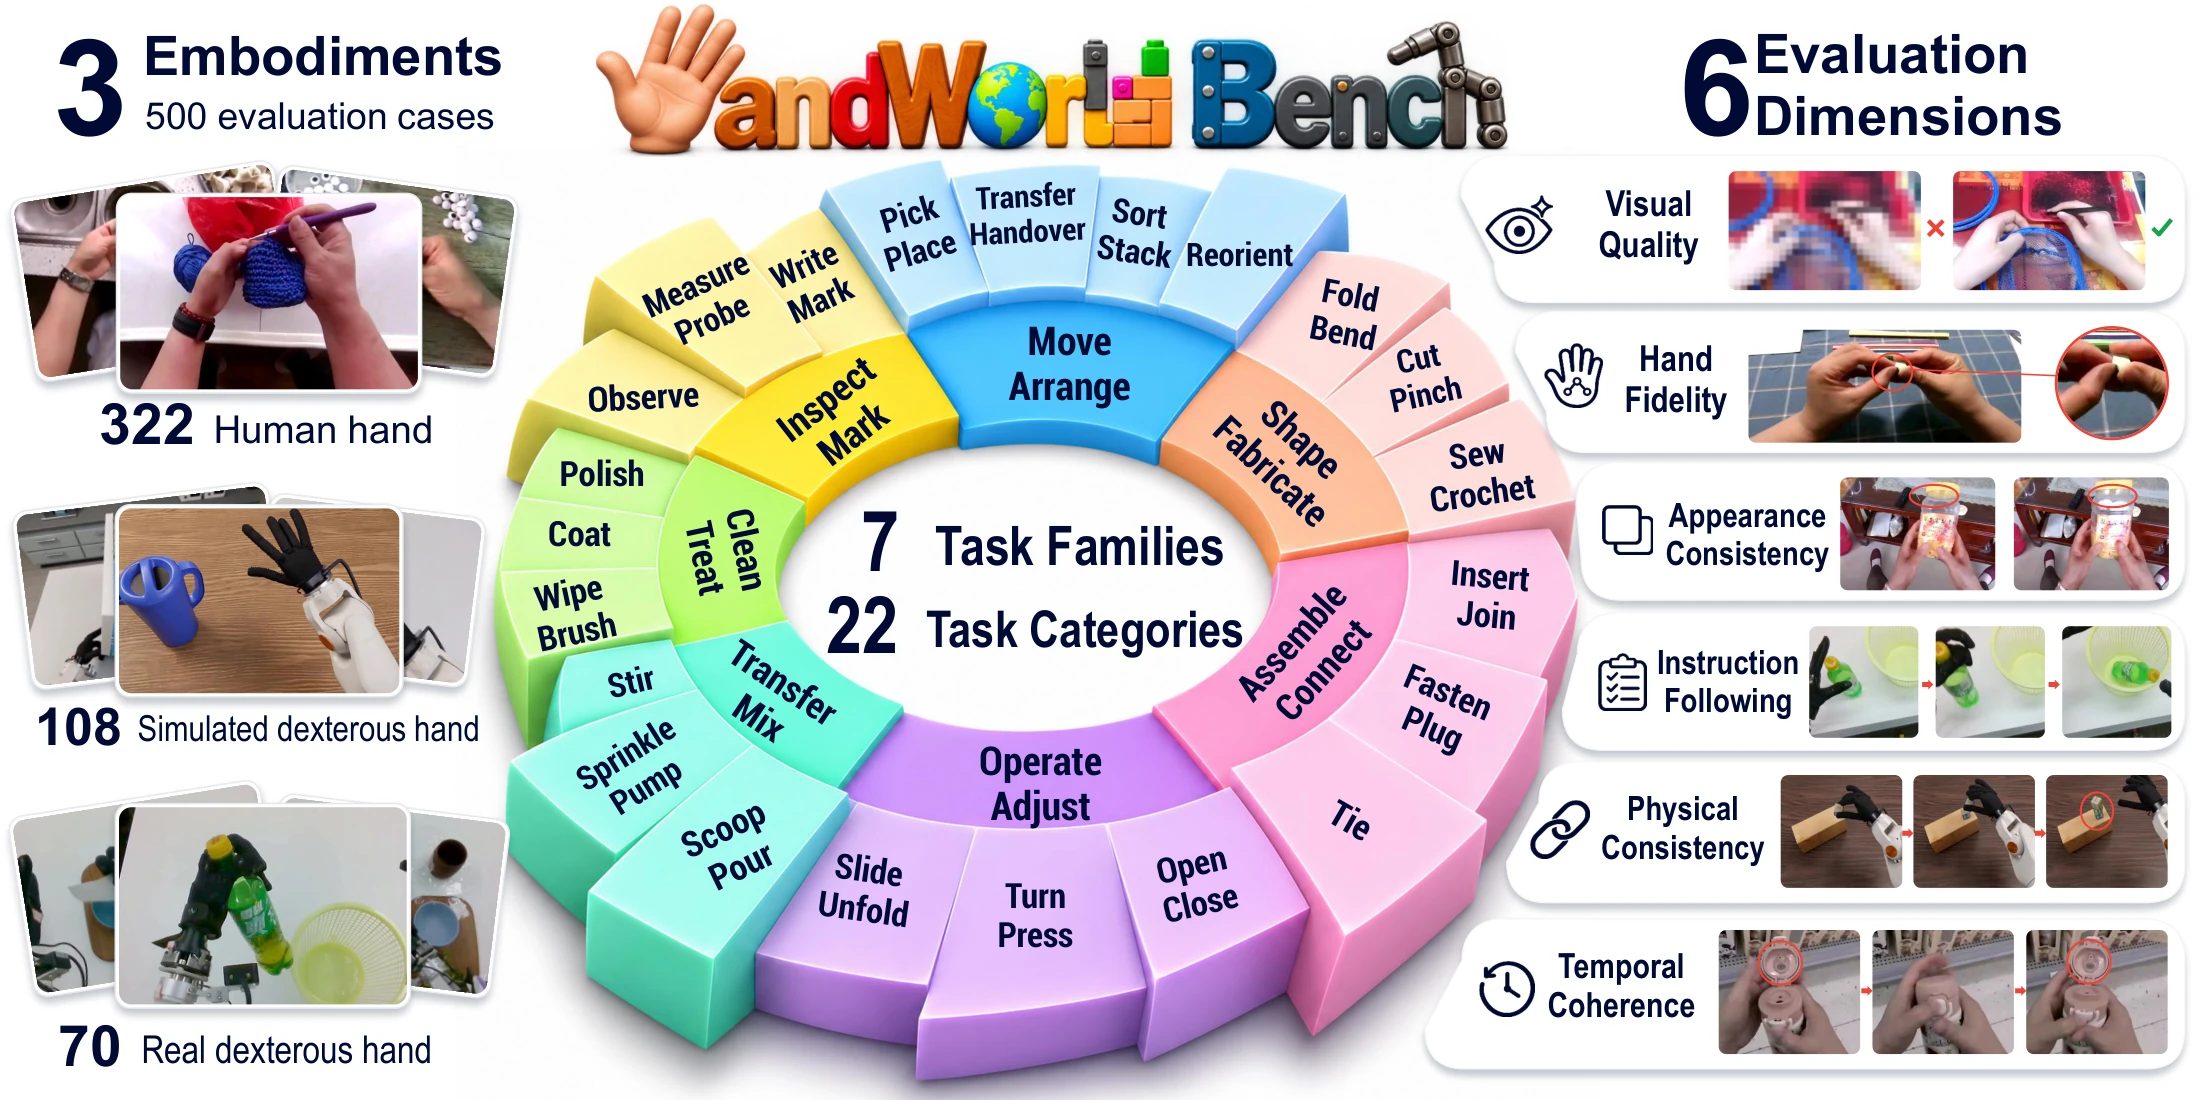 3 Embodiments
500 evaluation cases
322 Human hand
108 Simulated dexterous hand
70 Real dexterous hand
andWorld Bench
Pick
Place
Transfer
Handover
Sort
Stack
Reorient
Move
Arrange
Fold
Bend
Cut
Pinch
Sew
Crochet
Shape
Fabricate
Insert
Join
Fasten
Plug
Tie
Assemble
Connect
Open
Close
Turn
Press
Slide
Unfold
Operate
Adjust
Scoop
Pour
Sprinkle
Pump
Stir
Transfer
Mix
Wipe
Brush
Coat
Polish
Clean
Treat
Observe
Measure
Probe
Write
Mark
Inspect
Mark
7 Task Families
22 Task Categories
6 Evaluation
Dimensions
Visual
Quality
Hand
Fidelity
Appearance
Consistency
Instruction
Following
Physical
Consistency
Temporal
Coherence